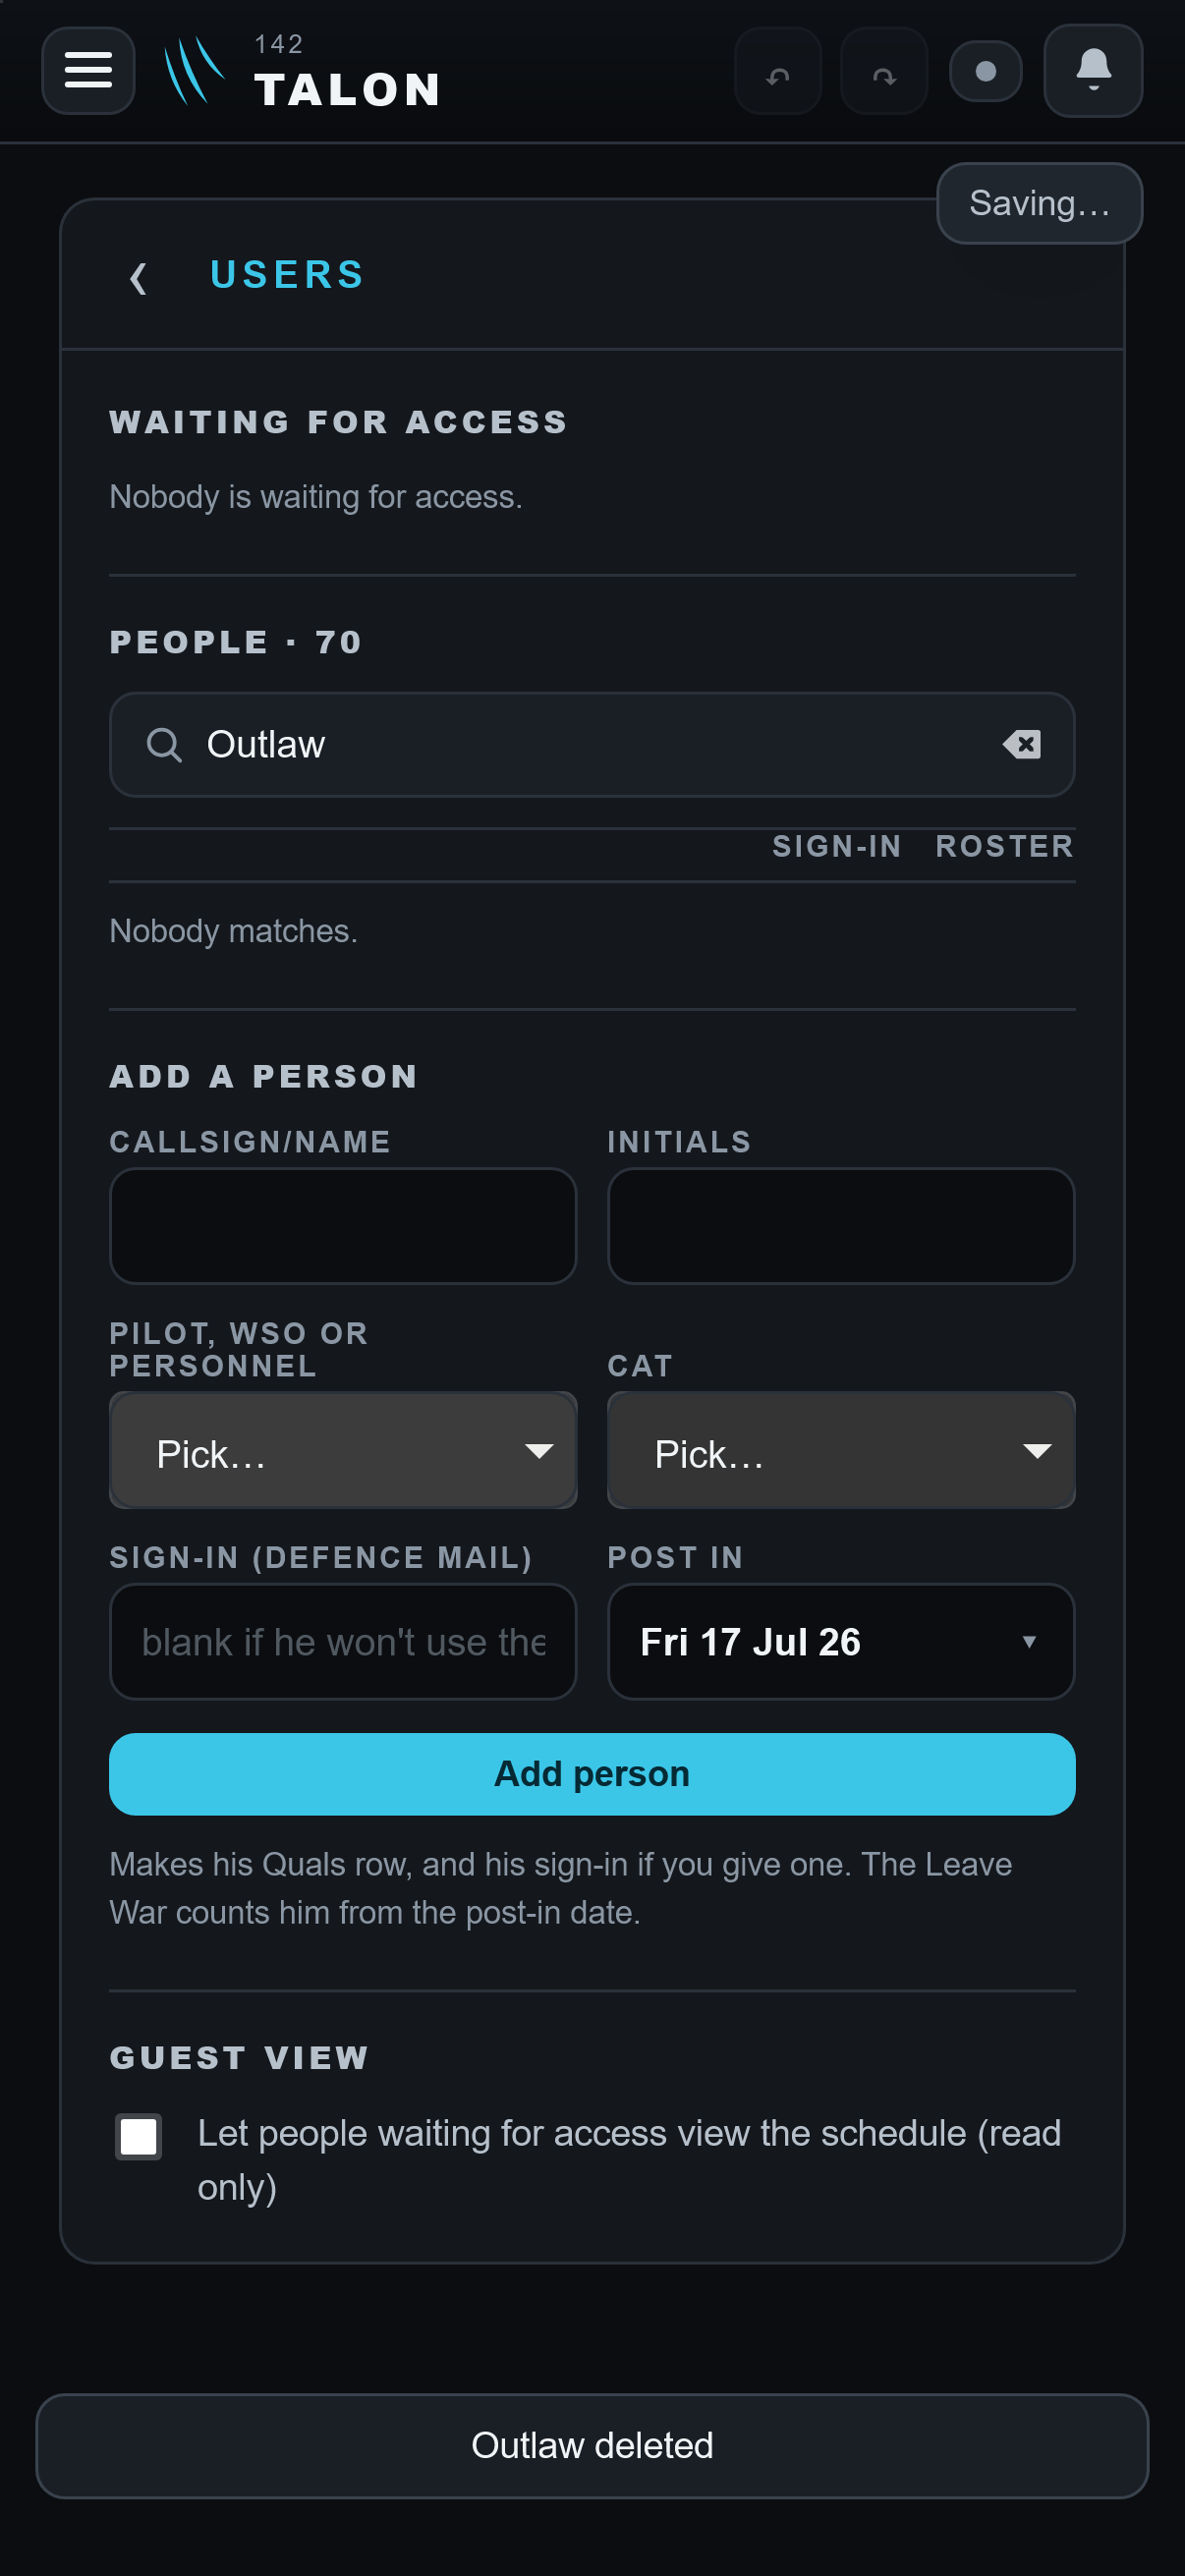 142
TALON
Saving...
USERS
WAITING FOR ACCESS
Nobody is waiting for access.
PEOPLE · 70
Outlaw
SIGN-IN ROSTER
Nobody matches.
ADD A PERSON
CALLSIGN/NAME INITIALS
PILOT, WSO OR
PERSONNEL CAT
Pick... Pick...
SIGN-IN (DEFENCE MAIL) POST IN
blank if he won't use the Fri 17 Jul 26
Add person
Makes his Quals row, and his sign-in if you give one. The Leave
War counts him from the post-in date.
GUEST VIEW
Let people waiting for access view the schedule (read
only)
Outlaw deleted